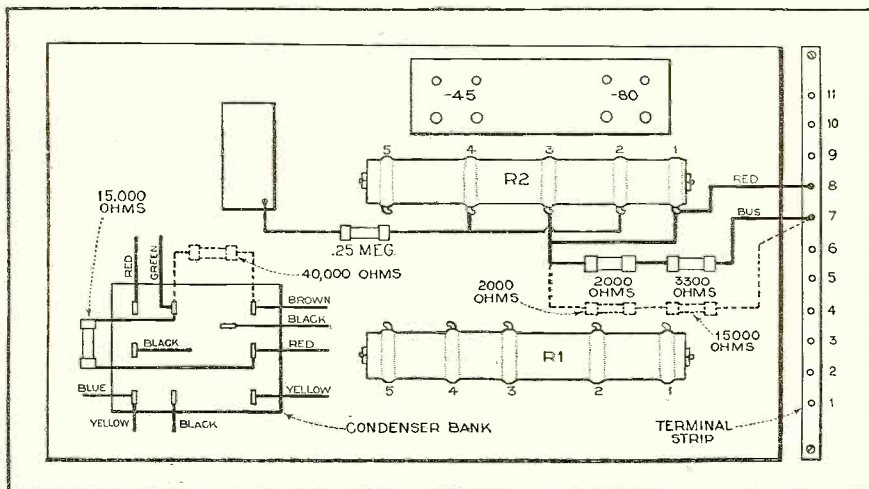 -45
-80
11
10
9
8
7
6
5
4
3
2
1
5
4
3
2
1
R2
RED
BUS
15,000
OHMS
.25 MEG.
RED
GREEN
40,000 OHMS
2000
OHMS
3300
OHMS
2000
OHMS
15000
OHMS
BROWN
BLACK
BLACK
RED
BLUE
YELLOW
YELLOW
BLACK
R1
5
4
3
2
1
CONDENSER BANK
TERMINAL
STRIP